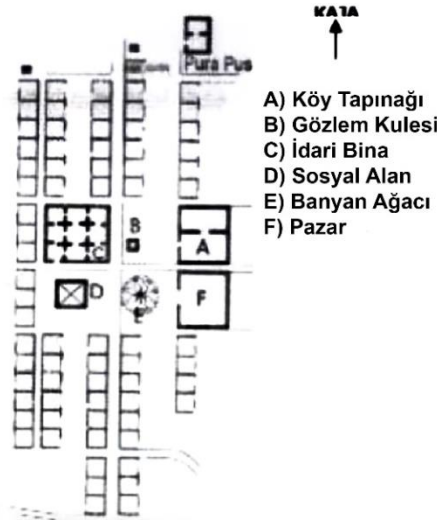 KAJA
Pura Pus
A) Köy Tapınağı
B) Gözlem Kulesi
C) İdari Bina
D) Sosyal Alan
E) Banyan Ağacı
F) Pazar
B
C
A
D
E
F